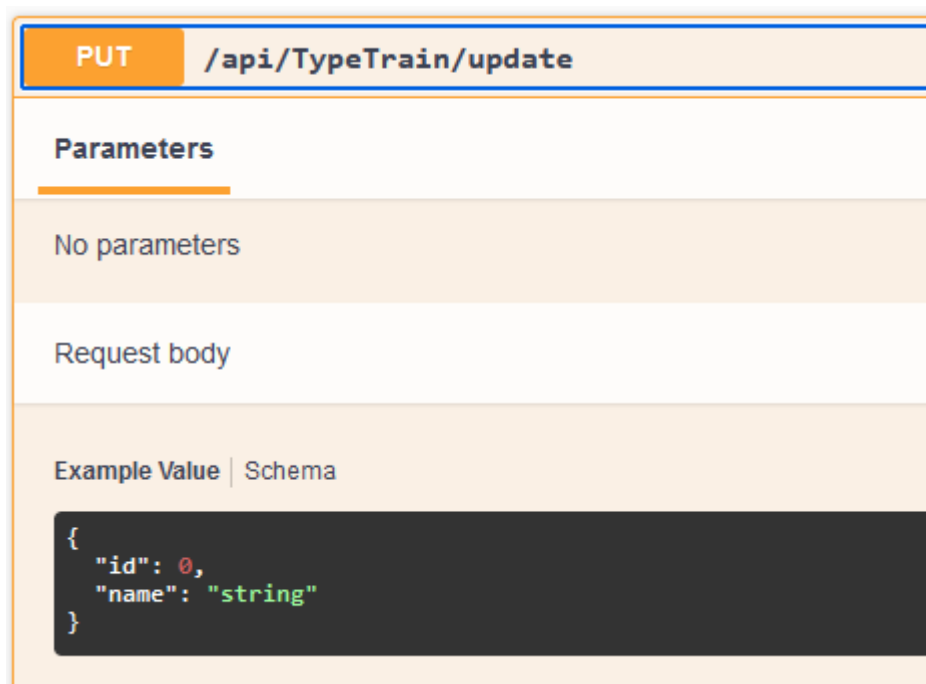 PUT /api/TypeTrain/update
Parameters
No parameters
Request body
Example Value | Schema
{
  "id": 0,
  "name": "string"
}